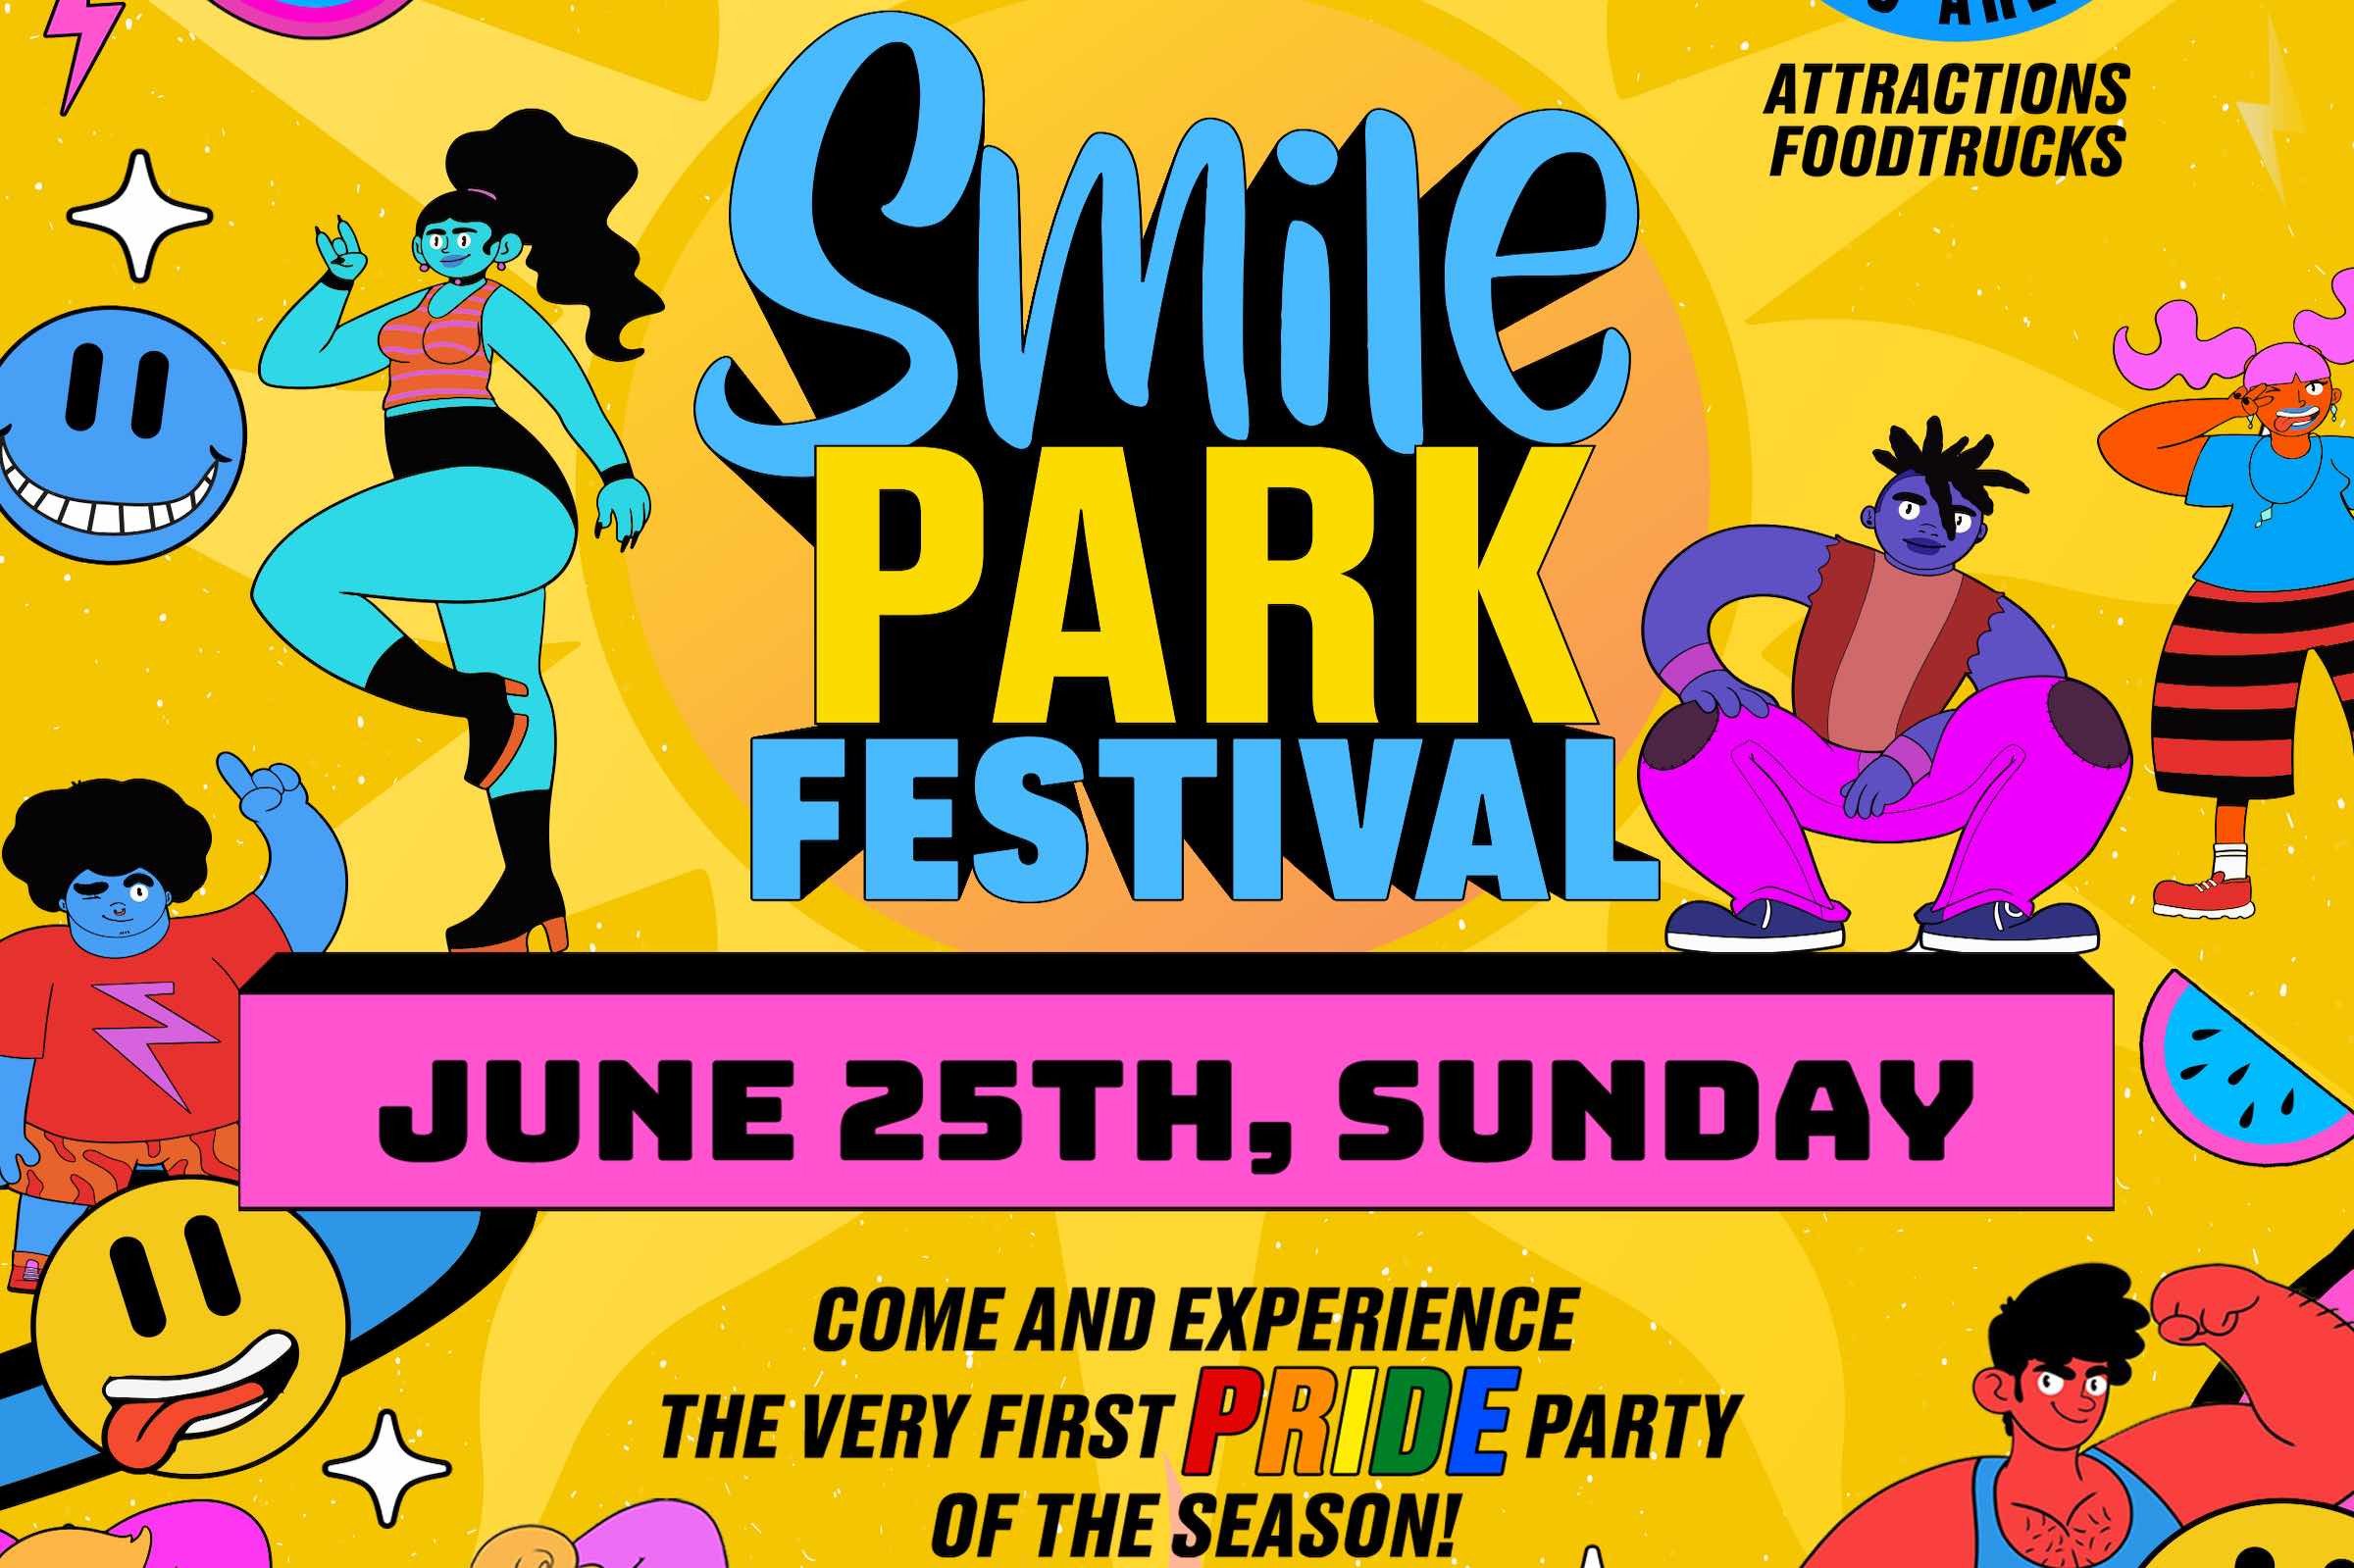 ATTRACTIONS
FOODTRUCKS
Smile
PARK
FESTIVAL
JUNE 25TH, SUNDAY
COME AND EXPERIENCE
THE VERY FIRST PRIDE PARTY
OF THE SEASON!